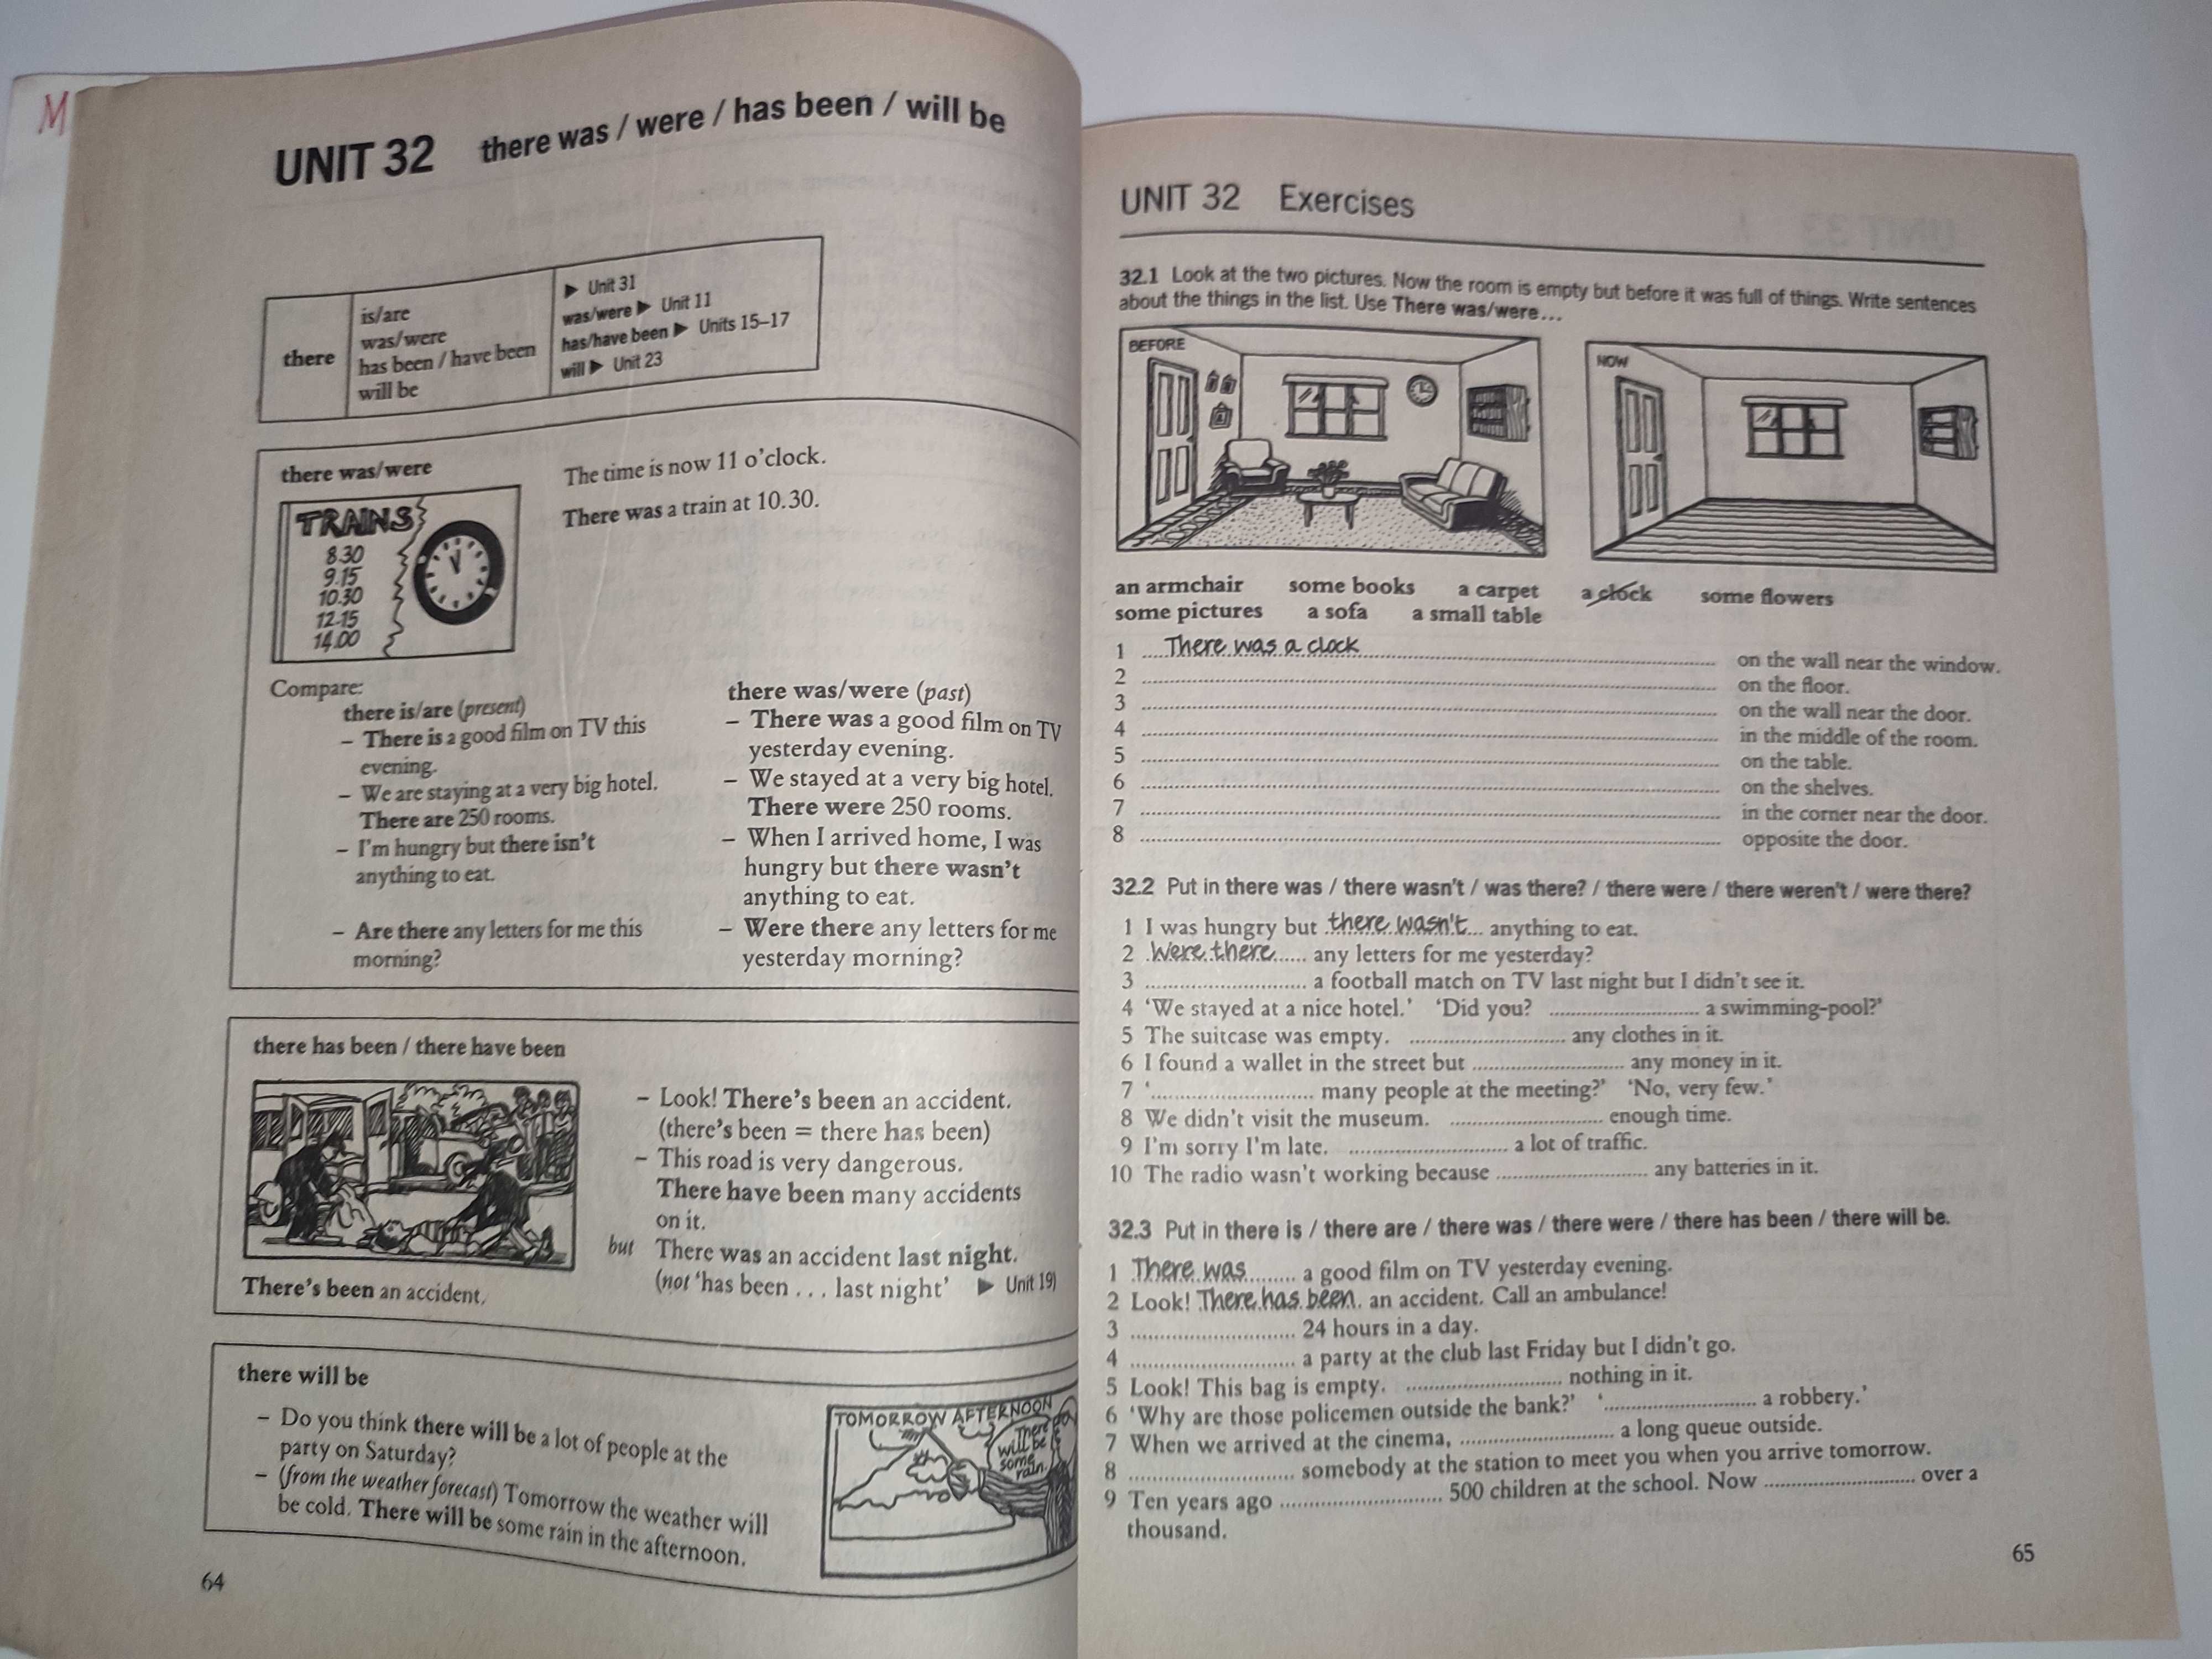 M
UNIT 32 there was / were / has been / will be
there
is/are
was/were
has been / have been
will be
▶ Unit 31
was/were ▶ Unit 11
has/have been ▶ Units 15–17
will ▶ Unit 23
there was/were
TRAINS
8.30
9.15
10.30
12.15
14.00
The time is now 11 o'clock.
There was a train at 10.30.
Compare:
there is/are (present)
– There is a good film on TV this
evening.
– We are staying at a very big hotel.
There are 250 rooms.
– I'm hungry but there isn't
anything to eat.
– Are there any letters for me this
morning?
there was/were (past)
– There was a good film on TV
yesterday evening.
– We stayed at a very big hotel.
There were 250 rooms.
– When I arrived home, I was
hungry but there wasn't
anything to eat.
– Were there any letters for me
yesterday morning?
there has been / there have been
There's been an accident.
– Look! There's been an accident.
(there's been = there has been)
– This road is very dangerous.
There have been many accidents
on it.
but There was an accident last night.
(not 'has been . . . last night' ▶ Unit 19)
there will be
– Do you think there will be a lot of people at the
party on Saturday?
– (from the weather forecast) Tomorrow the weather will
be cold. There will be some rain in the afternoon.
TOMORROW AFTERNOON
There
will be
some
rain.
64
UNIT 32 Exercises
32.1 Look at the two pictures. Now the room is empty but before it was full of things. Write sentences
about the things in the list. Use There was/were...
BEFORE
NOW
an armchair some books a carpet a clock some flowers
some pictures a sofa a small table
1 There was a clock on the wall near the window.
2 on the floor.
3 on the wall near the door.
4 in the middle of the room.
5 on the table.
6 on the shelves.
7 in the corner near the door.
8 opposite the door.
32.2 Put in there was / there wasn't / was there? / there were / there weren't / were there?
1 I was hungry but there wasn't anything to eat.
2 Were there any letters for me yesterday?
3 .......... a football match on TV last night but I didn't see it.
4 'We stayed at a nice hotel.' 'Did you? .......... a swimming-pool?'
5 The suitcase was empty. .......... any clothes in it.
6 I found a wallet in the street but .......... any money in it.
7 '.......... many people at the meeting?' 'No, very few.'
8 We didn't visit the museum. .......... enough time.
9 I'm sorry I'm late. .......... a lot of traffic.
10 The radio wasn't working because .......... any batteries in it.
32.3 Put in there is / there are / there was / there were / there has been / there will be.
1 There was a good film on TV yesterday evening.
2 Look! There has been an accident. Call an ambulance!
3 .......... 24 hours in a day.
4 .......... a party at the club last Friday but I didn't go.
5 Look! This bag is empty. .......... nothing in it.
6 'Why are those policemen outside the bank?' '.......... a robbery.'
7 When we arrived at the cinema, .......... a long queue outside.
8 .......... somebody at the station to meet you when you arrive tomorrow.
9 Ten years ago .......... 500 children at the school. Now .......... over a
thousand.
65